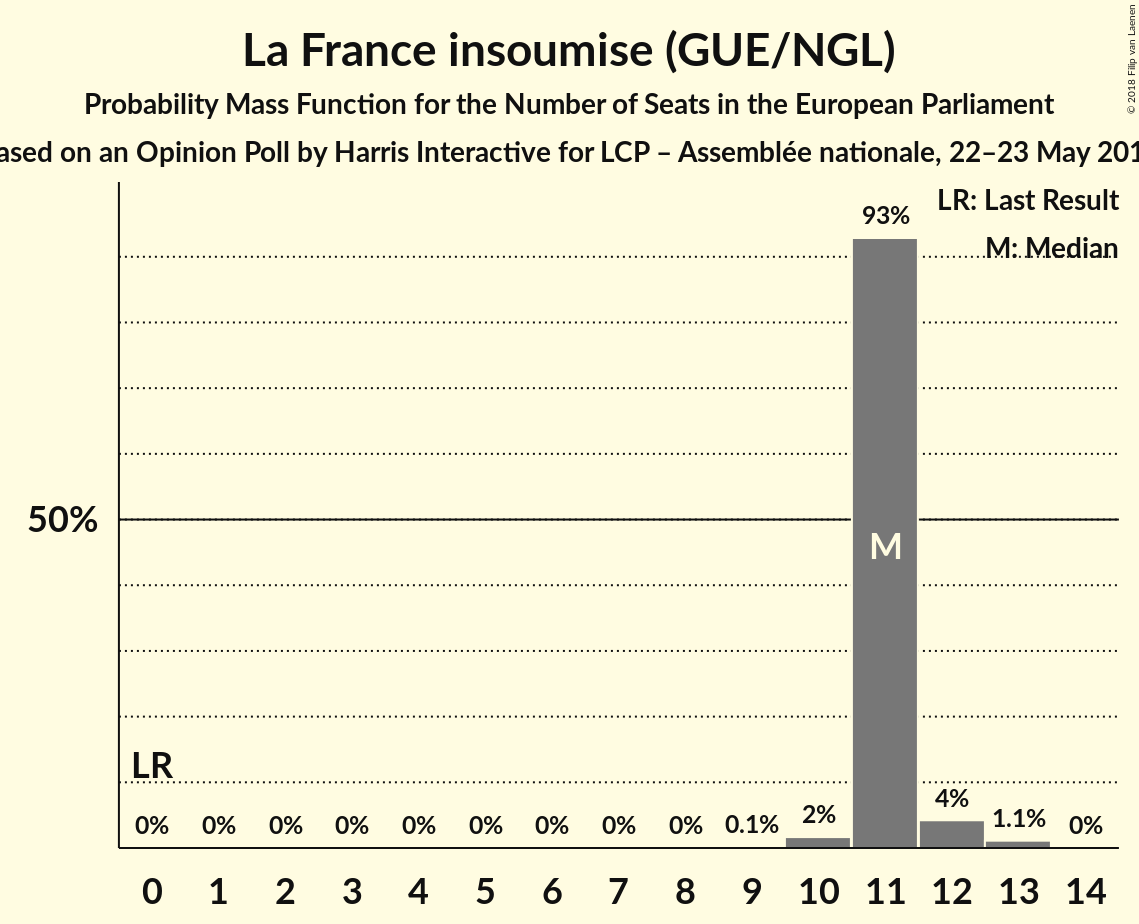 La France insoumise (GUE/NGL)
Probability Mass Function for the Number of Seats in the European Parliament
ased on an Opinion Poll by Harris Interactive for LCP – Assemblée nationale, 22–23 May 201
© 2018 Filip van Laenen
LR: Last Result
M: Median
93%
50%
M
LR
0% 0% 0% 0% 0% 0% 0% 0% 0% 0.1% 2% 4% 1.1% 0%
0 1 2 3 4 5 6 7 8 9 10 11 12 13 14